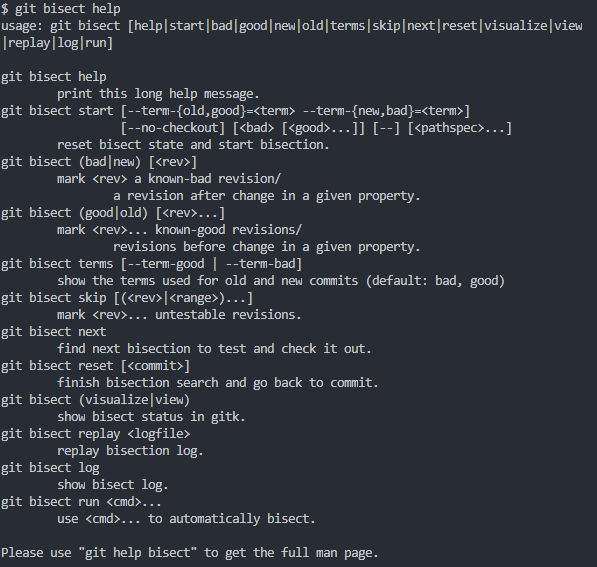 $ git bisect help
usage: git bisect [help|start|bad|good|new|old|terms|skip|next|reset|visualize|view
|replay|log|run]

git bisect help
        print this long help message.
git bisect start [--term-{old,good}=<term> --term-{new,bad}=<term>]
                 [--no-checkout] [<bad> [<good>...]] [--] [<pathspec>...]
        reset bisect state and start bisection.
git bisect (bad|new) [<rev>]
        mark <rev> a known-bad revision/
                a revision after change in a given property.
git bisect (good|old) [<rev>...]
        mark <rev>... known-good revisions/
                revisions before change in a given property.
git bisect terms [--term-good | --term-bad]
        show the terms used for old and new commits (default: bad, good)
git bisect skip [(<rev>|<range>)...]
        mark <rev>... untestable revisions.
git bisect next
        find next bisection to test and check it out.
git bisect reset [<commit>]
        finish bisection search and go back to commit.
git bisect (visualize|view)
        show bisect status in gitk.
git bisect replay <logfile>
        replay bisection log.
git bisect log
        show bisect log.
git bisect run <cmd>...
        use <cmd>... to automatically bisect.

Please use "git help bisect" to get the full man page.